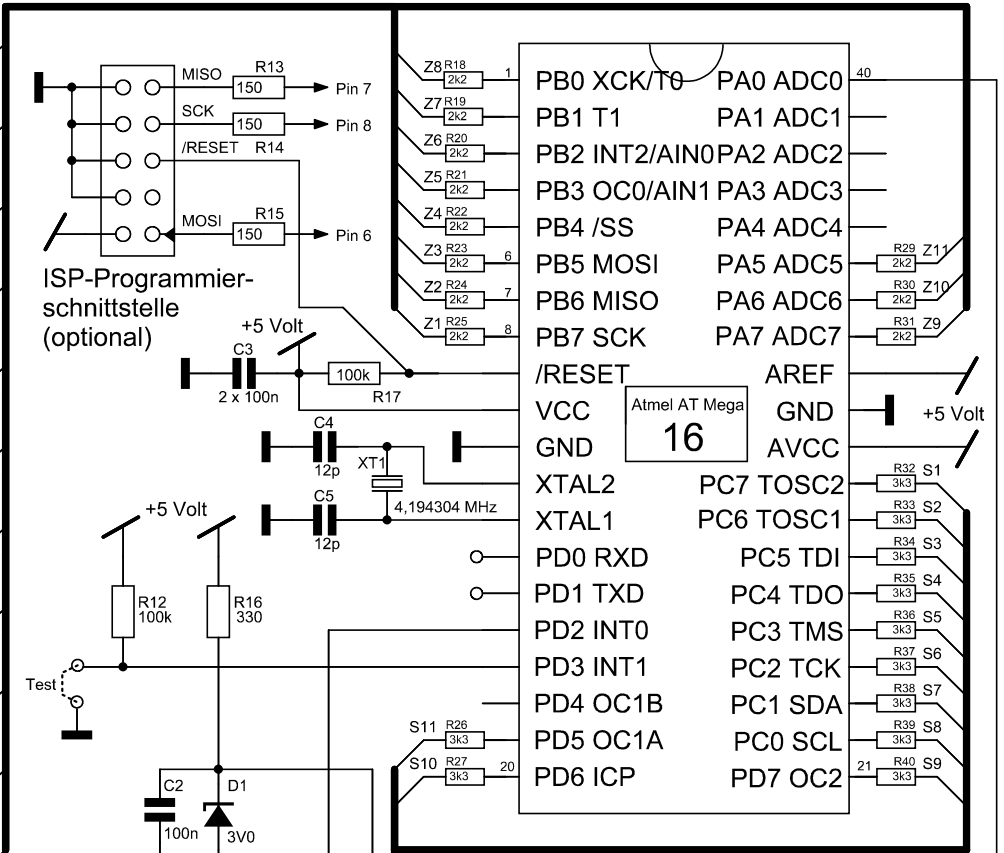 MISO R13
150 Pin 7
SCK
150 Pin 8
/RESET R14
MOSI R15
150 Pin 6
ISP-Programmier-
schnittstelle
(optional)
+5 Volt
C3
2 x 100n
100k
R17
C4
12p
XT1
4,194304 MHz
C5
12p
+5 Volt
R12
100k
R16
330
Test
C2
100n
D1
3V0
Z8 R18 2k2 1 PB0 XCK/T0
Z7 R19 2k2 PB1 T1
Z6 R20 2k2 PB2 INT2/AIN0
Z5 R21 2k2 PB3 OC0/AIN1
Z4 R22 2k2 PB4 /SS
Z3 R23 2k2 6 PB5 MOSI
Z2 R24 2k2 7 PB6 MISO
Z1 R25 2k2 8 PB7 SCK
/RESET
VCC
GND
XTAL2
XTAL1
PD0 RXD
PD1 TXD
PD2 INT0
PD3 INT1
PD4 OC1B
S11 R26 3k3 PD5 OC1A
S10 R27 3k3 20 PD6 ICP
Atmel AT Mega
16
PA0 ADC0 40
PA1 ADC1
PA2 ADC2
PA3 ADC3
PA4 ADC4
PA5 ADC5 R29 2k2 Z11
PA6 ADC6 R30 2k2 Z10
PA7 ADC7 R31 2k2 Z9
AREF
GND +5 Volt
AVCC
PC7 TOSC2 R32 3k3 S1
PC6 TOSC1 R33 3k3 S2
PC5 TDI R34 3k3 S3
PC4 TDO R35 3k3 S4
PC3 TMS R36 3k3 S5
PC2 TCK R37 3k3 S6
PC1 SDA R38 3k3 S7
PC0 SCL R39 3k3 S8
PD7 OC2 21 R40 3k3 S9